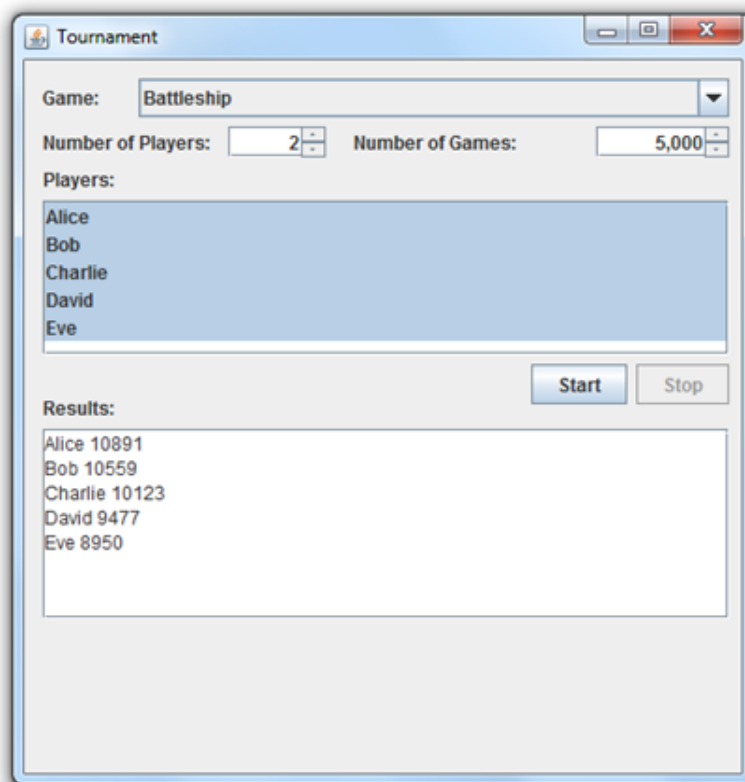 Tournament
Game: Battleship
Number of Players: 2 Number of Games: 5,000
Players:
Alice
Bob
Charlie
David
Eve
Start Stop
Results:
Alice 10891
Bob 10559
Charlie 10123
David 9477
Eve 8950